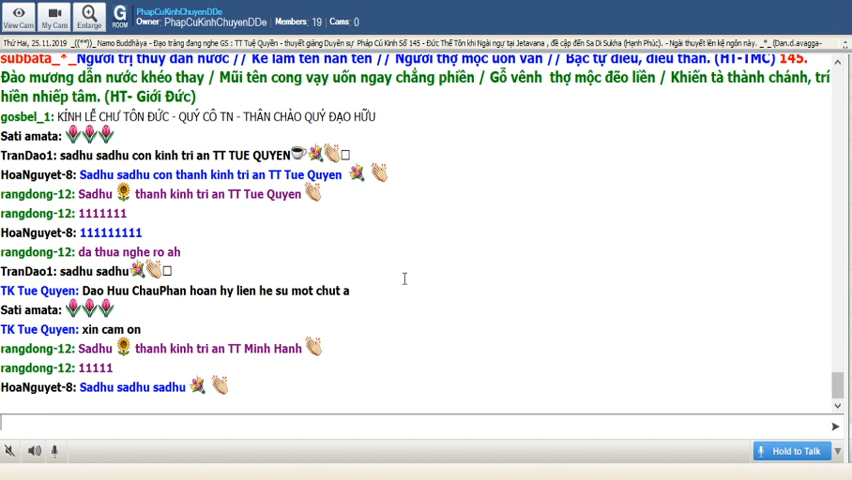 View Cam
My Cam
Enlarge
G
ROOM
PhapCuKinhChuyenDDe
Owner: PhapCuKinhChuyenDDe Members: 19 Cams: 0
Thứ Hai, 25.11.2019 _((**))_ Namo Buddhàya - Đạo tràng đang nghe GS : TT Tuệ Quyền - thuyết giảng Duyên sự Pháp Cú Kinh Số 145 - Đức Thế Tôn khi Ngài ngự tại Jetavana , đề cập đến Sa Di Sukha (Hạnh Phúc). - Ngài thuyết lên kệ ngôn này. _*_ (Dan.d.avagga-
subbata_*_Người trị thủy dẫn nước // Kẻ làm tên nắn tên // Người thợ mộc uốn ván // Bậc tự điều, điều thân. (HT-TMC) 145.
Đào mương dẫn nước khéo thay / Mũi tên cong vạy uốn ngay chẳng phiền / Gỗ vênh thợ mộc đẽo liền / Khiến tà thành chánh, trí
hiền nhiếp tâm. (HT- Giới Đức)
gosbel_1: KÍNH LỄ CHƯ TÔN ĐỨC - QUÝ CÔ TN - THÂN CHÀO QUÝ ĐẠO HỮU
Sati amata:
TranDao1: sadhu sadhu con kinh tri an TT TUE QUYEN
HoaNguyet-8: Sadhu sadhu con thanh kinh tri an TT Tue Quyen
rangdong-12: Sadhu thanh kinh tri an TT Tue Quyen
rangdong-12: 1111111
HoaNguyet-8: 111111111
rangdong-12: da thua nghe ro ah
TranDao1: sadhu sadhu
TK Tue Quyen: Dao Huu ChauPhan hoan hy lien he su mot chut a
Sati amata:
TK Tue Quyen: xin cam on
rangdong-12: Sadhu thanh kinh tri an TT Minh Hanh
rangdong-12: 11111
HoaNguyet-8: Sadhu sadhu sadhu
Hold to Talk